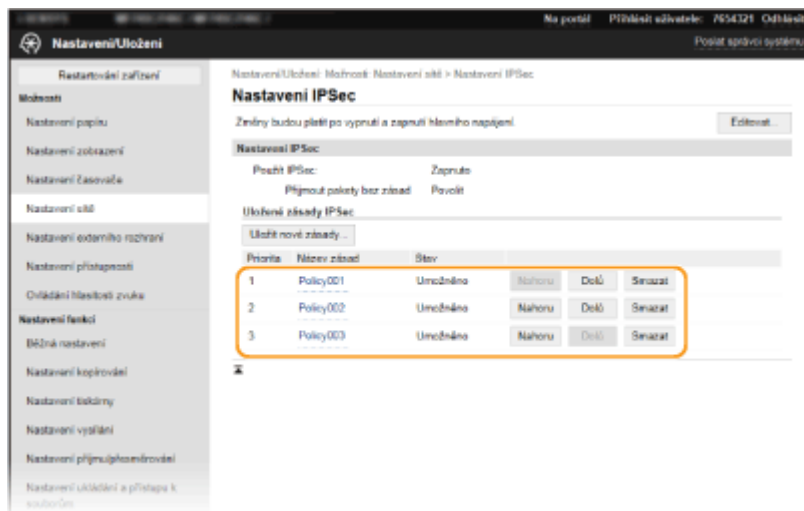 Na portál Přihlásit uživatele: 7654321 Odhlásit
Nastavení/Uložení
Poslat správci systému
Restartování zařízení
Možnosti
Nastavení papíru
Nastavení zobrazení
Nastavení časovače
Nastavení sítě
Nastavení externího rozhraní
Nastavení přístupnosti
Ovládání hlasitosti zvuku
Nastavení funkcí
Běžná nastavení
Nastavení kopírování
Nastavení tiskárny
Nastavení vysílání
Nastavení příjmu/přesměrování
Nastavení ukládání a přístupu k
souborům
Nastavení/Uložení: Možnosti: Nastavení sítě > Nastavení IPSec
Nastavení IPSec
Změny budou platit po vypnutí a zapnutí hlavního napájení.
Editovat...
Nastavení IPSec
Použít IPSec: Zapnuto
Přijmout pakety bez zásad Povolit
Uložené zásady IPSec
Uložit nové zásady...
Priorita Název zásad Stav
1 Policy001 Umožněno Nahoru Dolů Smazat
2 Policy002 Umožněno Nahoru Dolů Smazat
3 Policy003 Umožněno Nahoru Dolů Smazat